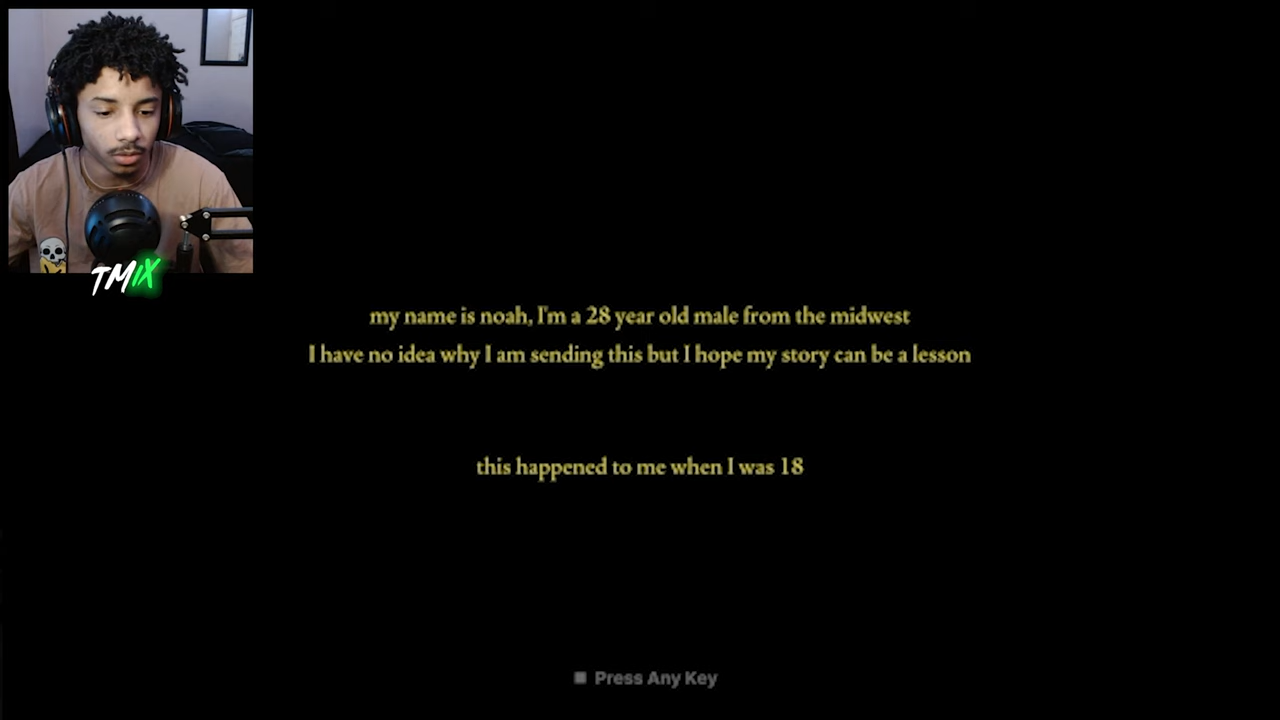 TMIX
my name is noah, I'm a 28 year old male from the midwest
I have no idea why I am sending this but I hope my story can be a lesson
this happened to me when I was 18
Press Any Key